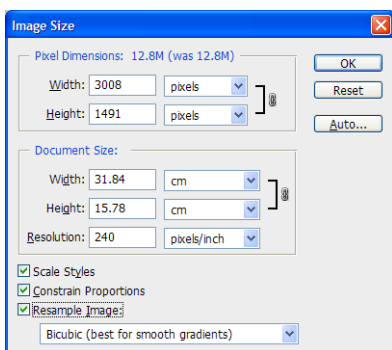 Image Size
Pixel Dimensions: 12.8M (was 12.8M)
Width: 3008 pixels
Height: 1491 pixels
OK
Reset
Auto...
Document Size:
Width: 31.84 cm
Height: 15.78 cm
Resolution: 240 pixels/inch
Scale Styles
Constrain Proportions
Resample Image:
Bicubic (best for smooth gradients)